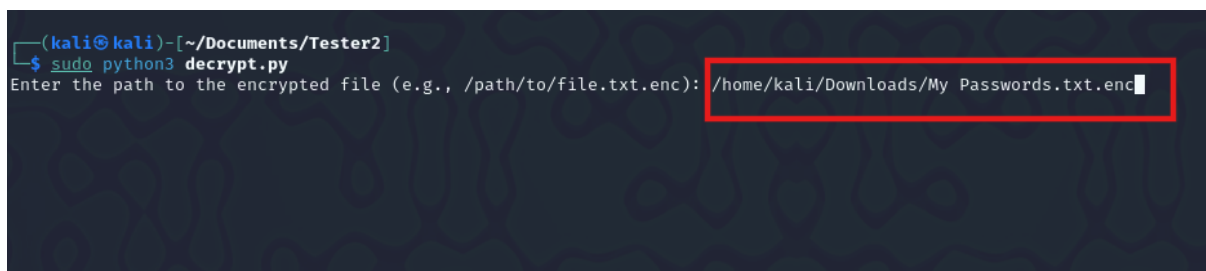 ┌──(kali㉿kali)-[~/Documents/Tester2]
└─$ sudo python3 decrypt.py
Enter the path to the encrypted file (e.g., /path/to/file.txt.enc): /home/kali/Downloads/My Passwords.txt.enc